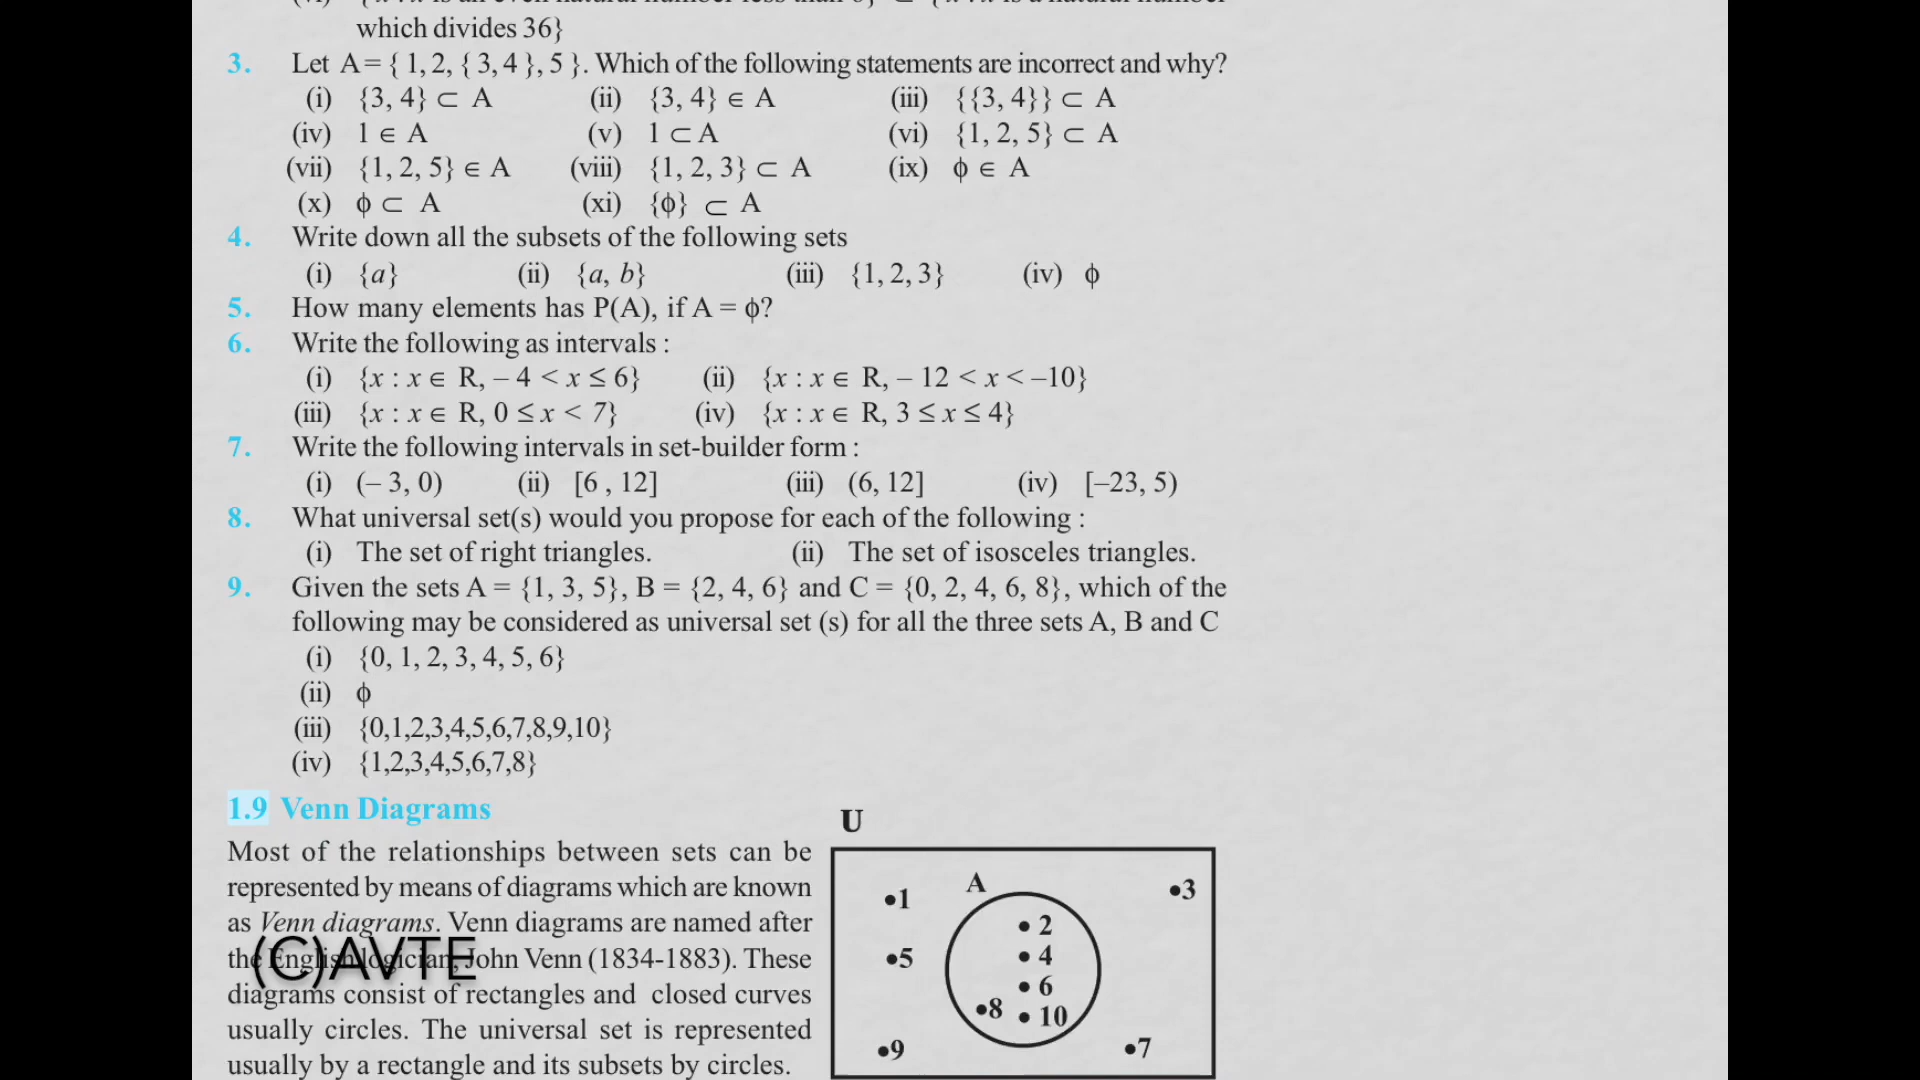 which divides 36}
3. Let A = { 1, 2, { 3, 4 }, 5 }. Which of the following statements are incorrect and why?
(i) {3, 4} ⊂ A (ii) {3, 4} ∈ A (iii) {{3, 4}} ⊂ A
(iv) 1 ∈ A (v) 1 ⊂ A (vi) {1, 2, 5} ⊂ A
(vii) {1, 2, 5} ∈ A (viii) {1, 2, 3} ⊂ A (ix) ϕ ∈ A
(x) ϕ ⊂ A (xi) {ϕ} ⊂ A
4. Write down all the subsets of the following sets
(i) {a} (ii) {a, b} (iii) {1, 2, 3} (iv) ϕ
5. How many elements has P(A), if A = ϕ?
6. Write the following as intervals :
(i) {x : x ∈ R, – 4 < x ≤ 6} (ii) {x : x ∈ R, – 12 < x < –10}
(iii) {x : x ∈ R, 0 ≤ x < 7} (iv) {x : x ∈ R, 3 ≤ x ≤ 4}
7. Write the following intervals in set-builder form :
(i) (– 3, 0) (ii) [6 , 12] (iii) (6, 12] (iv) [–23, 5)
8. What universal set(s) would you propose for each of the following :
(i) The set of right triangles. (ii) The set of isosceles triangles.
9. Given the sets A = {1, 3, 5}, B = {2, 4, 6} and C = {0, 2, 4, 6, 8}, which of the
following may be considered as universal set (s) for all the three sets A, B and C
(i) {0, 1, 2, 3, 4, 5, 6}
(ii) ϕ
(iii) {0,1,2,3,4,5,6,7,8,9,10}
(iv) {1,2,3,4,5,6,7,8}
1.9 Venn Diagrams
Most of the relationships between sets can be
represented by means of diagrams which are known
as Venn diagrams. Venn diagrams are named after
the English logician, John Venn (1834-1883). These
diagrams consist of rectangles and closed curves
usually circles. The universal set is represented
usually by a rectangle and its subsets by circles.
(C)AVTE
U
A
•1
•3
• 2
• 4
•5
• 6
•8
• 10
•9
•7